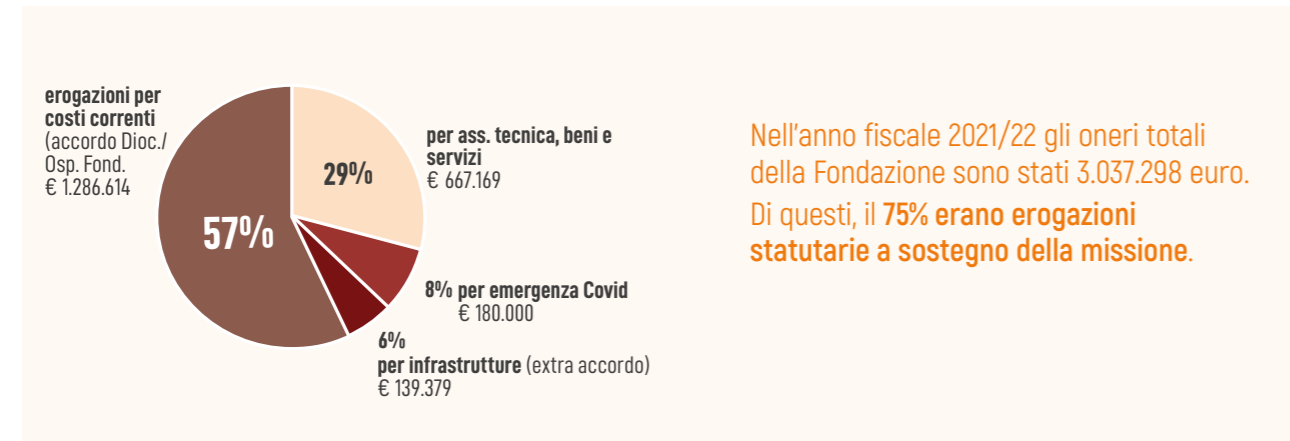 erogazioni per
costi correnti
(accordo Dioc./
Osp. Fond.
€ 1.286.614
57%
29%
per ass. tecnica, beni e
servizi
€ 667.169
8% per emergenza Covid
€ 180.000
6%
per infrastrutture (extra accordo)
€ 139.379
Nell'anno fiscale 2021/22 gli oneri totali
della Fondazione sono stati 3.037.298 euro.
Di questi, il 75% erano erogazioni
statutarie a sostegno della missione.